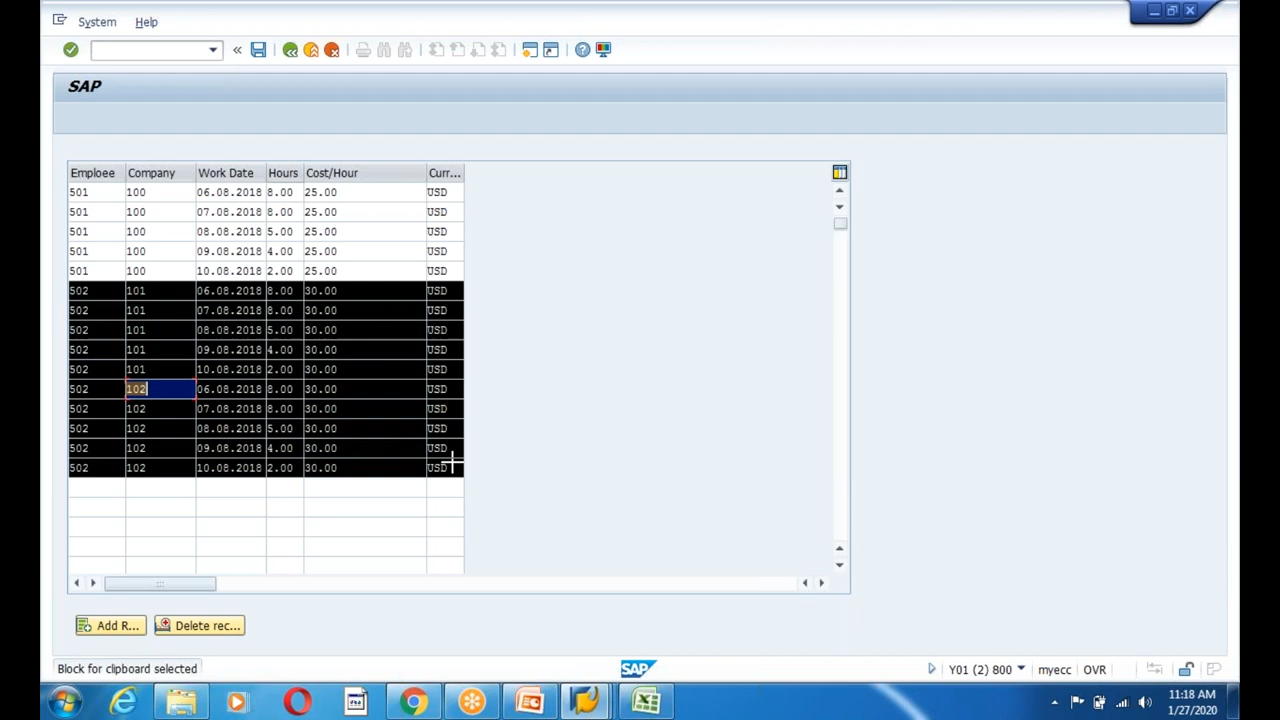 System Help
SAP
Emploee Company Work Date Hours Cost/Hour Curr...
501 100 06.08.2018 8.00 25.00 USD
501 100 07.08.2018 8.00 25.00 USD
501 100 08.08.2018 5.00 25.00 USD
501 100 09.08.2018 4.00 25.00 USD
501 100 10.08.2018 2.00 25.00 USD
502 101 06.08.2018 8.00 30.00 USD
502 101 07.08.2018 8.00 30.00 USD
502 101 08.08.2018 5.00 30.00 USD
502 101 09.08.2018 4.00 30.00 USD
502 101 10.08.2018 2.00 30.00 USD
502 102 06.08.2018 8.00 30.00 USD
502 102 07.08.2018 8.00 30.00 USD
502 102 08.08.2018 5.00 30.00 USD
502 102 09.08.2018 4.00 30.00 USD
502 102 10.08.2018 2.00 30.00 USD
Add R... Delete rec...
Block for clipboard selected SAP Y01 (2) 800 myecc OVR
11:18 AM
1/27/2020